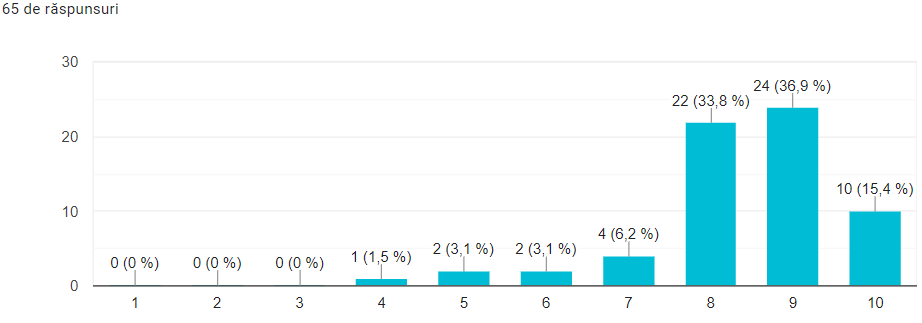 65 de răspunsuri
30
24 (36,9 %)
22 (33,8 %)
20
10 (15,4 %)
10
4 (6,2 %)
2 (3,1 %)
2 (3,1 %)
1 (1,5 %)
0 (0 %)
0 (0 %)
0 (0 %)
0
1 2 3 4 5 6 7 8 9 10